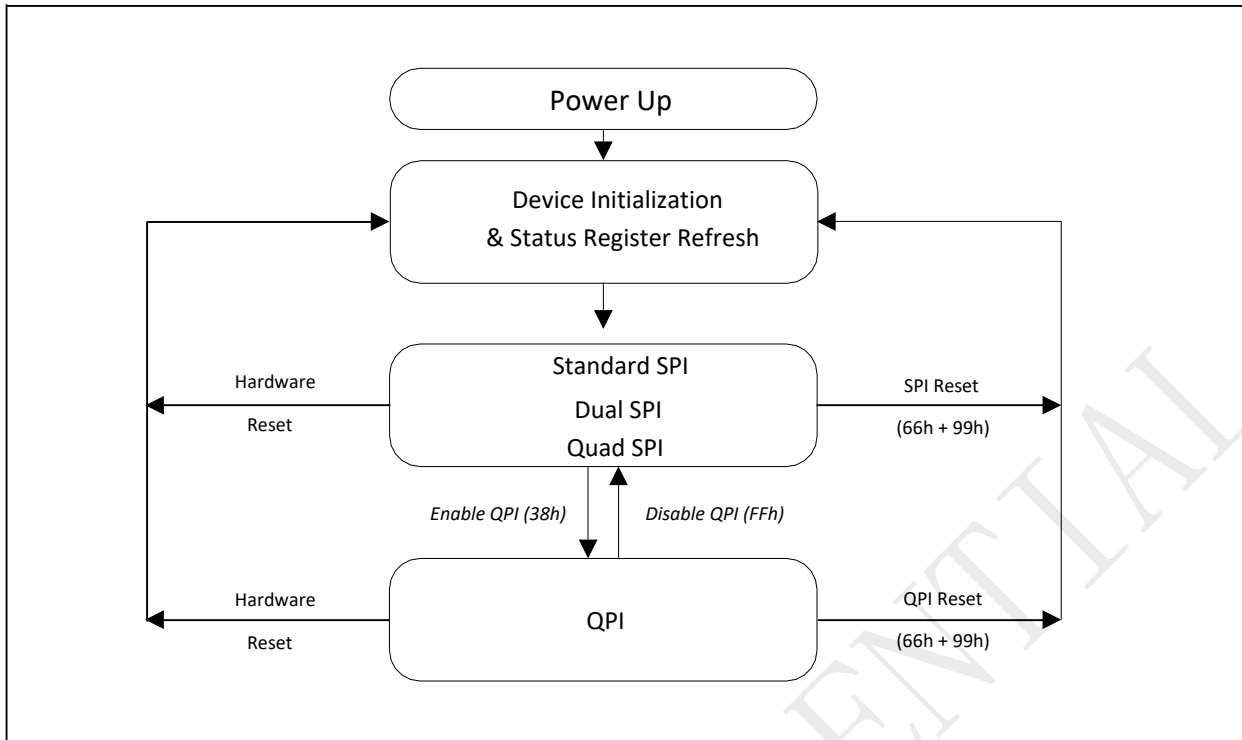 Power Up
Device Initialization
& Status Register Refresh
Standard SPI
Dual SPI
Quad SPI
Hardware
Reset
SPI Reset
(66h + 99h)
Enable QPI (38h)
Disable QPI (FFh)
QPI
Hardware
Reset
QPI Reset
(66h + 99h)
ENTIAL